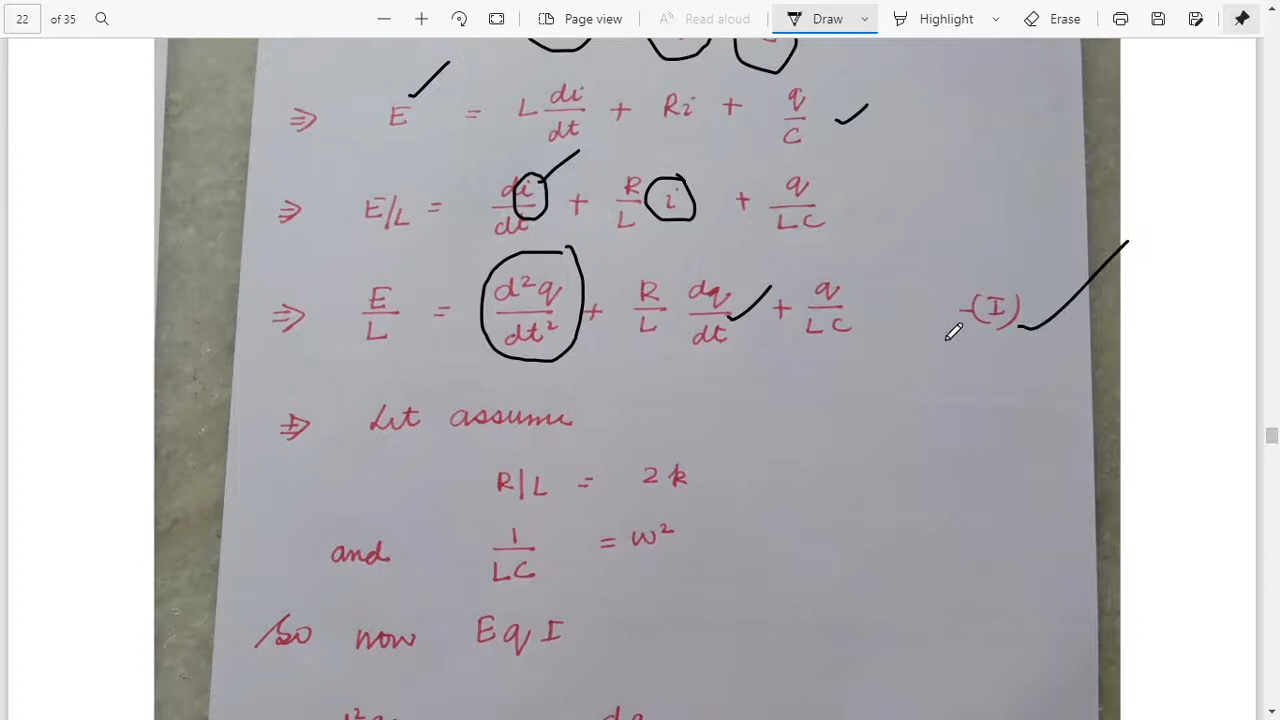 22 of 35 Page view Read aloud Draw Highlight Erase
⇒ E = L di/dt + Ri + q/C
⇒ E/L = di/dt + R/L i + q/LC
⇒ E/L = d²q/dt² + R/L dq/dt + q/LC -(I)
⇒ Let assume
R/L = 2k
and 1/LC = w²
So now Eq I